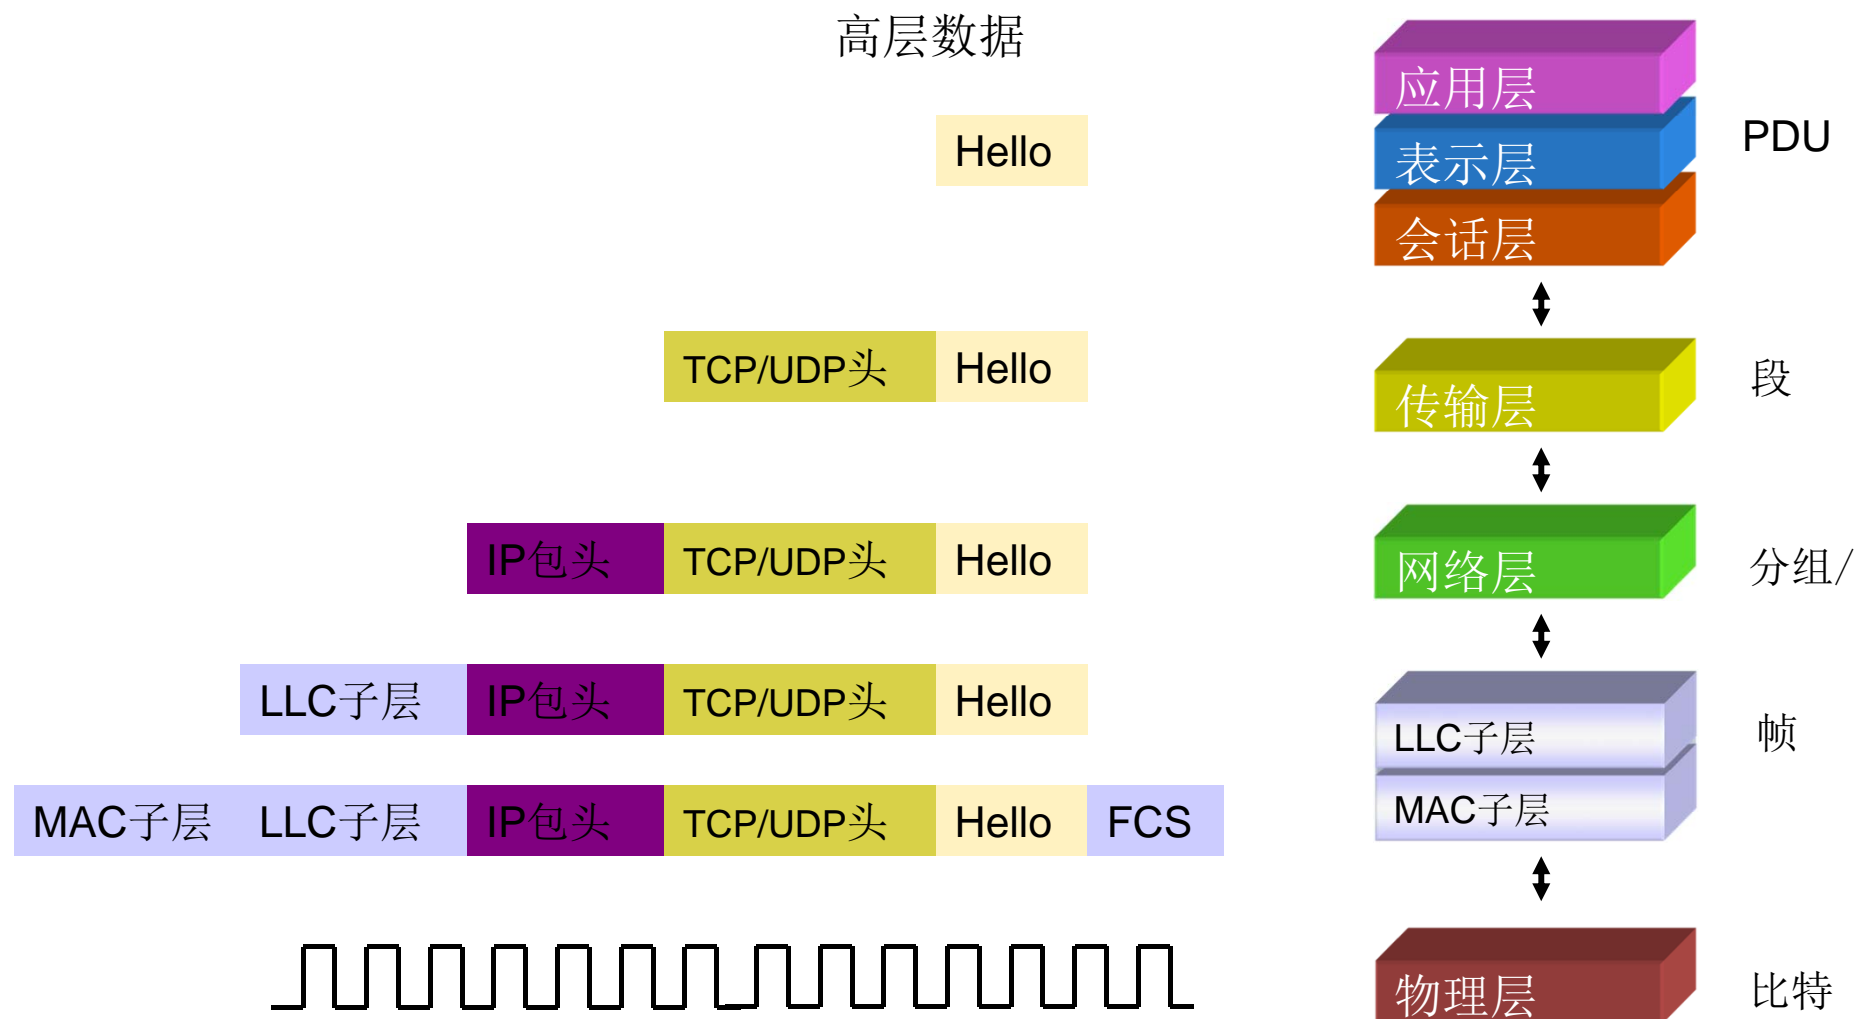 高层数据
应用层
PDU
Hello
表示层
会话层
TCP/UDP头 Hello
传输层
段
IP包头 TCP/UDP头 Hello
网络层
分组/
LLC子层 IP包头 TCP/UDP头 Hello
LLC子层
帧
MAC子层 LLC子层 IP包头 TCP/UDP头 Hello FCS
MAC子层
物理层
比特